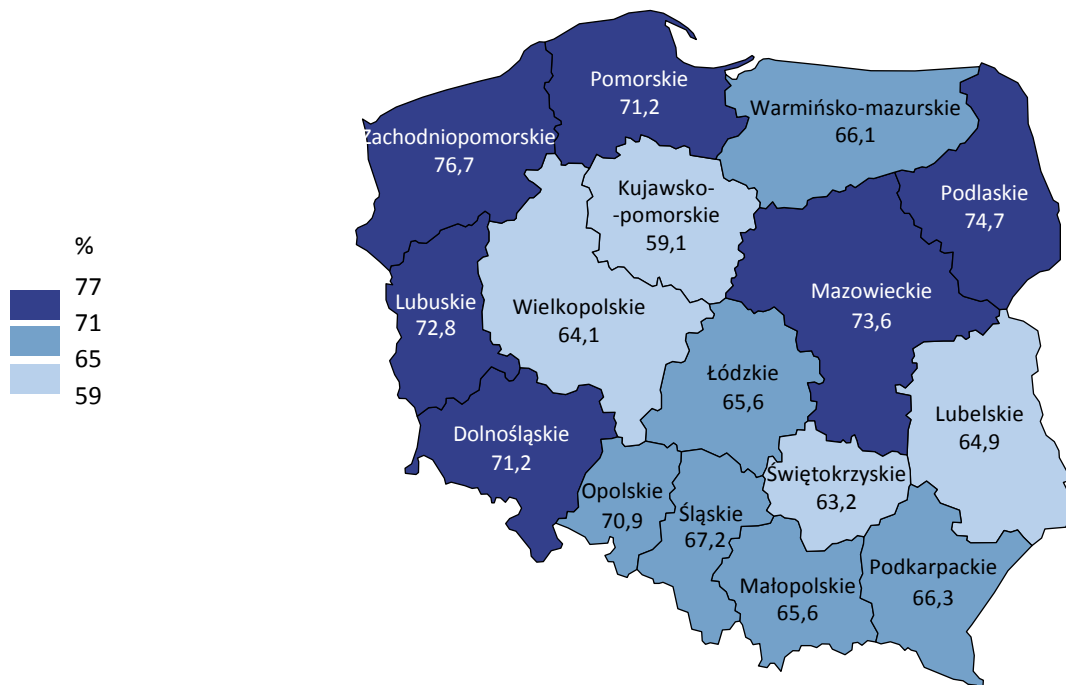 Pomorskie
71,2
Warmińsko-mazurskie
66,1
Zachodniopomorskie
76,7
Kujawsko-
-pomorskie
59,1
Podlaskie
74,7
%
77
71
65
59
Lubuskie
72,8
Wielkopolskie
64,1
Mazowieckie
73,6
Łódzkie
65,6
Lubelskie
64,9
Dolnośląskie
71,2
Świętokrzyskie
63,2
Opolskie
70,9
Śląskie
67,2
Małopolskie
65,6
Podkarpackie
66,3